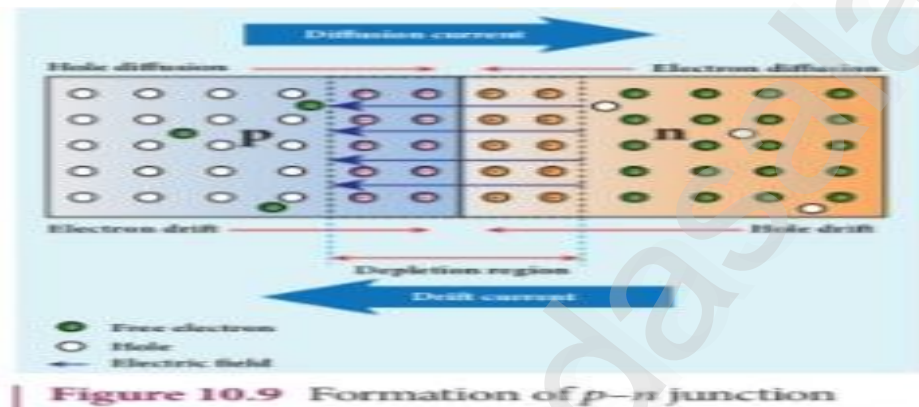 Diffusion current
Hole diffusion
Electron diffusion
p
n
Electron drift
Hole drift
Depletion region
Drift current
Free electron
Hole
Electric field
Figure 10.9 Formation of p–n junction